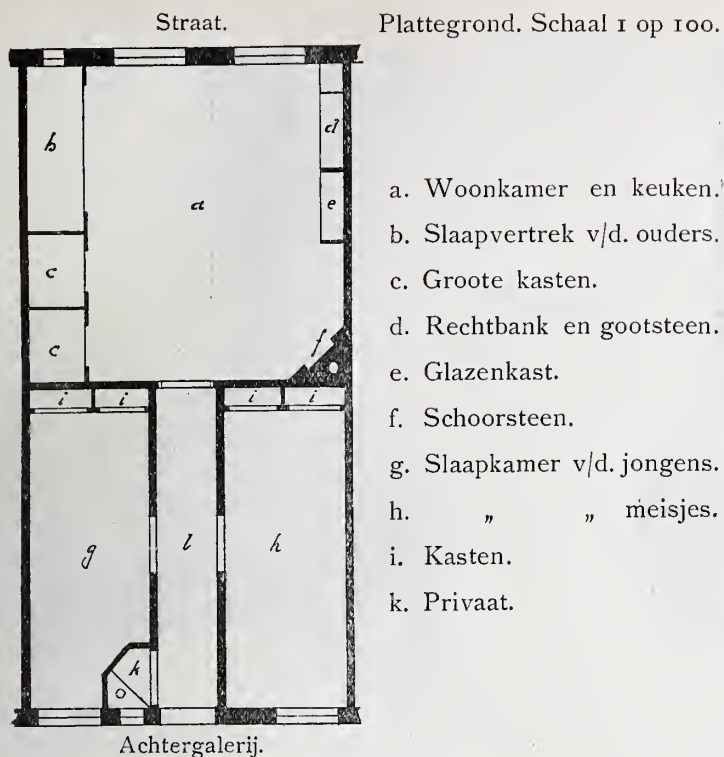 Straat.
Plattegrond. Schaal 1 op 100.
b
a
d
e
c
c
f
i i i i
g
l
h
k
a. Woonkamer en keuken.
b. Slaapvertrek v/d. ouders.
c. Groote kasten.
d. Rechtbank en gootsteen.
e. Glazenkast.
f. Schoorsteen.
g. Slaapkamer v/d. jongens.
h. „ „ meisjes.
i. Kasten.
k. Privaat.
Achtergalerij.